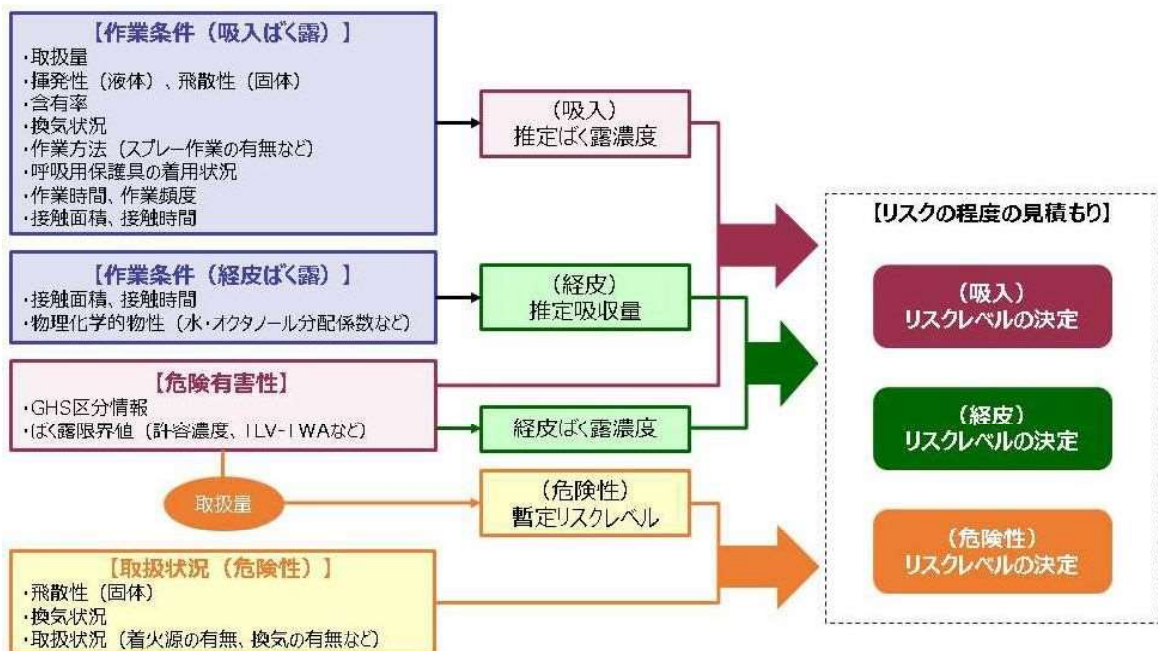 【作業条件（吸入ばく露）】
・取扱量
・揮発性（液体）、飛散性（固体）
・含有率
・換気状況
・作業方法（スプレー作業の有無など）
・呼吸用保護具の着用状況
・作業時間、作業頻度
・接触面積、接触時間
（吸入）
推定ばく露濃度
【作業条件（経皮ばく露）】
・接触面積、接触時間
・物理化学的物性（水・オクタノール分配係数など）
（経皮）
推定吸収量
【危険有害性】
・GHS区分情報
・ばく露限界値（許容濃度、TLV-TWAなど）
経皮ばく露濃度
取扱量
（危険性）
暫定リスクレベル
【取扱状況（危険性）】
・飛散性（固体）
・換気状況
・取扱状況（着火源の有無、換気の有無など）
【リスクの程度の見積もり】
（吸入）
リスクレベルの決定
（経皮）
リスクレベルの決定
（危険性）
リスクレベルの決定